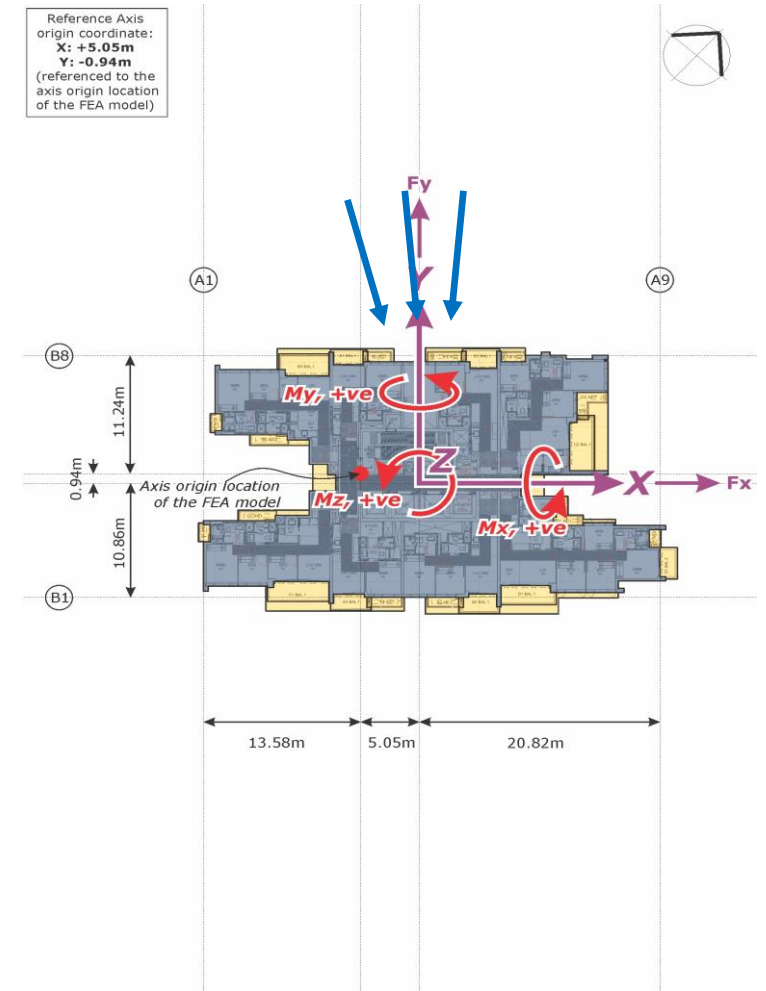 Reference Axis
origin coordinate:
X: +5.05m
Y: -0.94m
(referenced to the
axis origin location
of the FEA model)
Fy
Y
A1
A9
B8
11.24m
My, +ve
0.94m
Axis origin location
of the FEA model
Z
Mz, +ve
X
Fx
Mx, +ve
10.86m
B1
13.58m
5.05m
20.82m